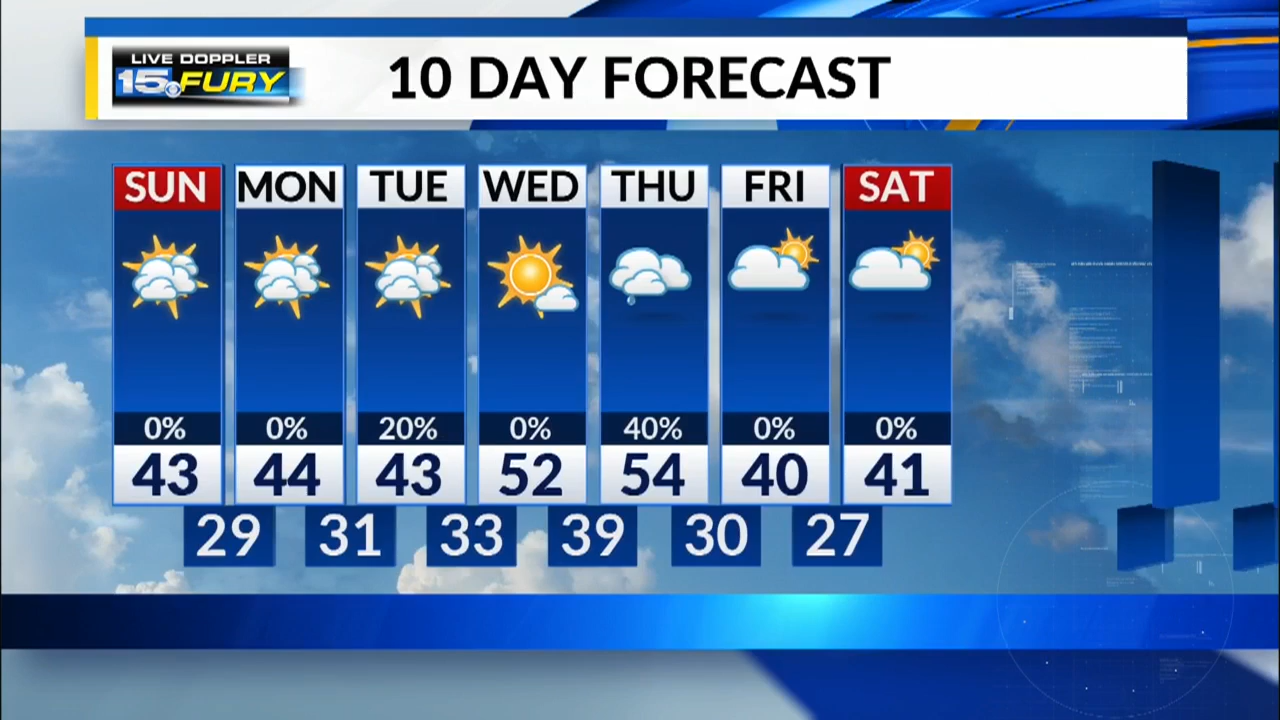 LIVE DOPPLER
15 FURY
10 DAY FORECAST
SUN MON TUE WED THU FRI SAT
0% 0% 20% 0% 40% 0% 0%
43 44 43 52 54 40 41
29 31 33 39 30 27